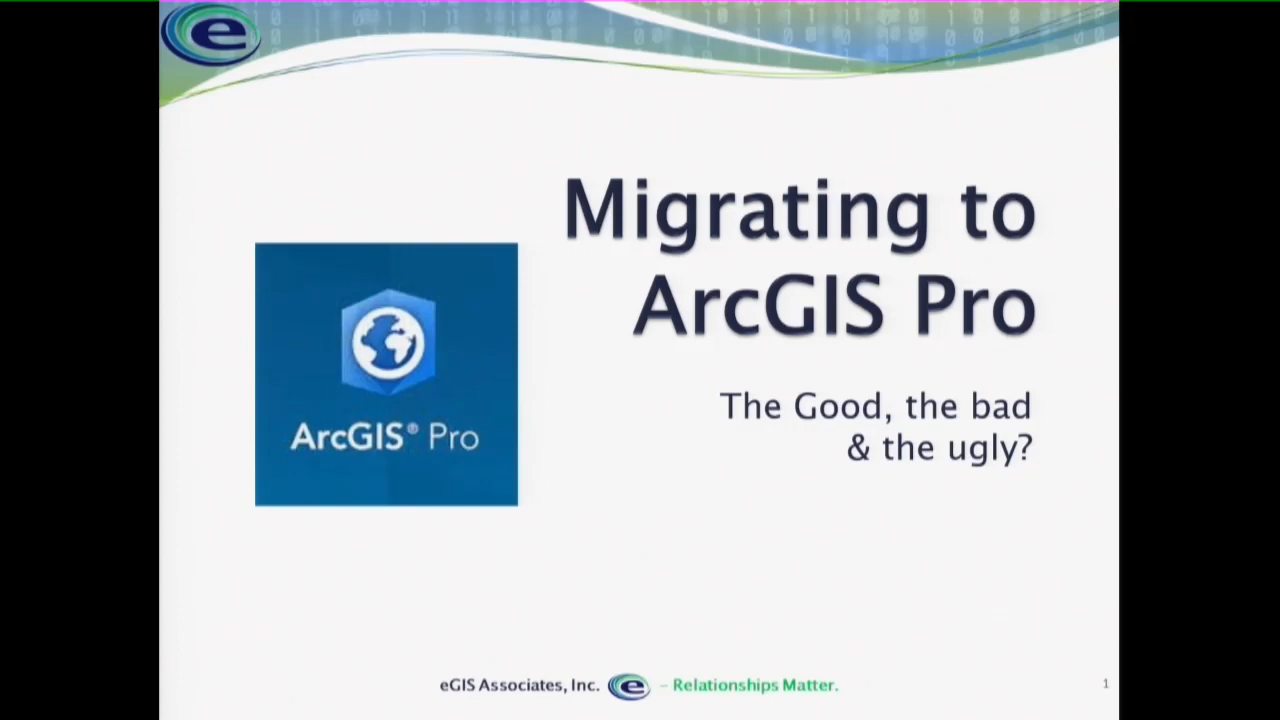 e
Migrating to
ArcGIS Pro
The Good, the bad
& the ugly?
ArcGIS® Pro
eGIS Associates, Inc. e – Relationships Matter.
1